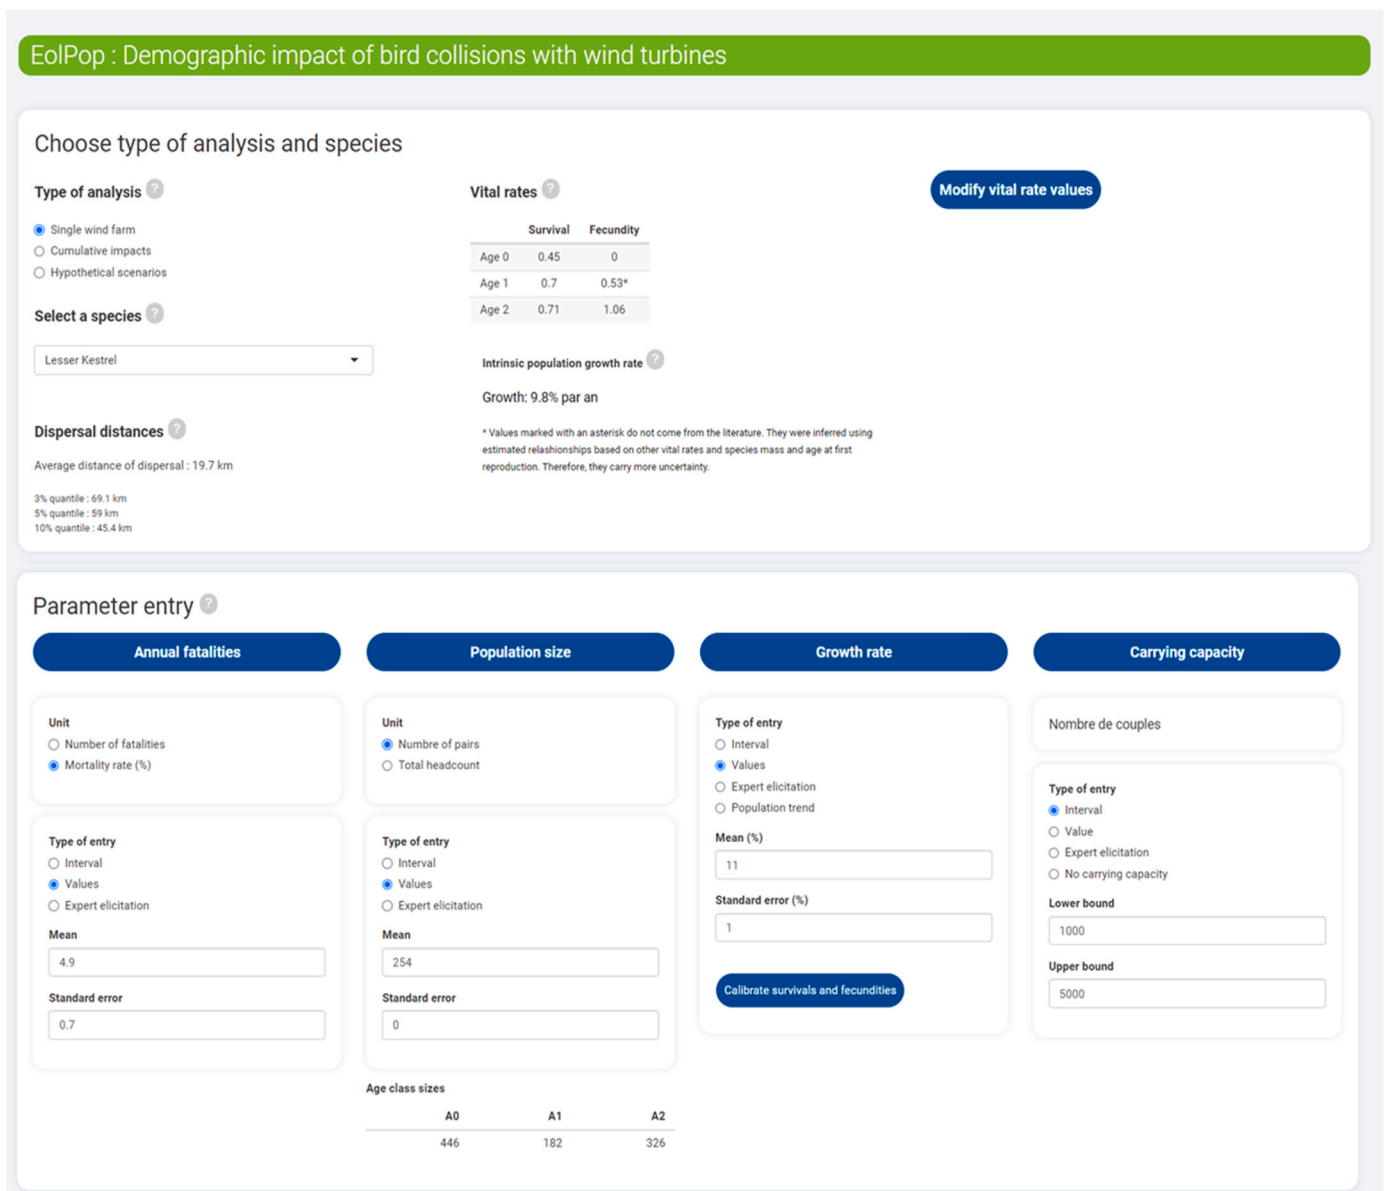 EolPop : Demographic impact of bird collisions with wind turbines
Choose type of analysis and species
Type of analysis ?
Single wind farm
Cumulative impacts
Hypothetical scenarios
Select a species ?
Lesser Kestrel
Dispersal distances ?
Average distance of dispersal : 19.7 km
3% quantile : 69.1 km
5% quantile : 59 km
10% quantile : 45.4 km
Vital rates ?
Survival Fecundity
Age 0 0.45 0
Age 1 0.7 0.53*
Age 2 0.71 1.06
Intrinsic population growth rate ?
Growth: 9.8% par an
* Values marked with an asterisk do not come from the literature. They were inferred using
estimated relashionships based on other vital rates and species mass and age at first
reproduction. Therefore, they carry more uncertainty.
Modify vital rate values
Parameter entry ?
Annual fatalities
Unit
Number of fatalities
Mortality rate (%)
Type of entry
Interval
Values
Expert elicitation
Mean
4.9
Standard error
0.7
Population size
Unit
Numbre of pairs
Total headcount
Type of entry
Interval
Values
Expert elicitation
Mean
254
Standard error
0
Age class sizes
A0 A1 A2
446 182 326
Growth rate
Type of entry
Interval
Values
Expert elicitation
Population trend
Mean (%)
11
Standard error (%)
1
Calibrate survivals and fecundities
Carrying capacity
Nombre de couples
Type of entry
Interval
Value
Expert elicitation
No carrying capacity
Lower bound
1000
Upper bound
5000